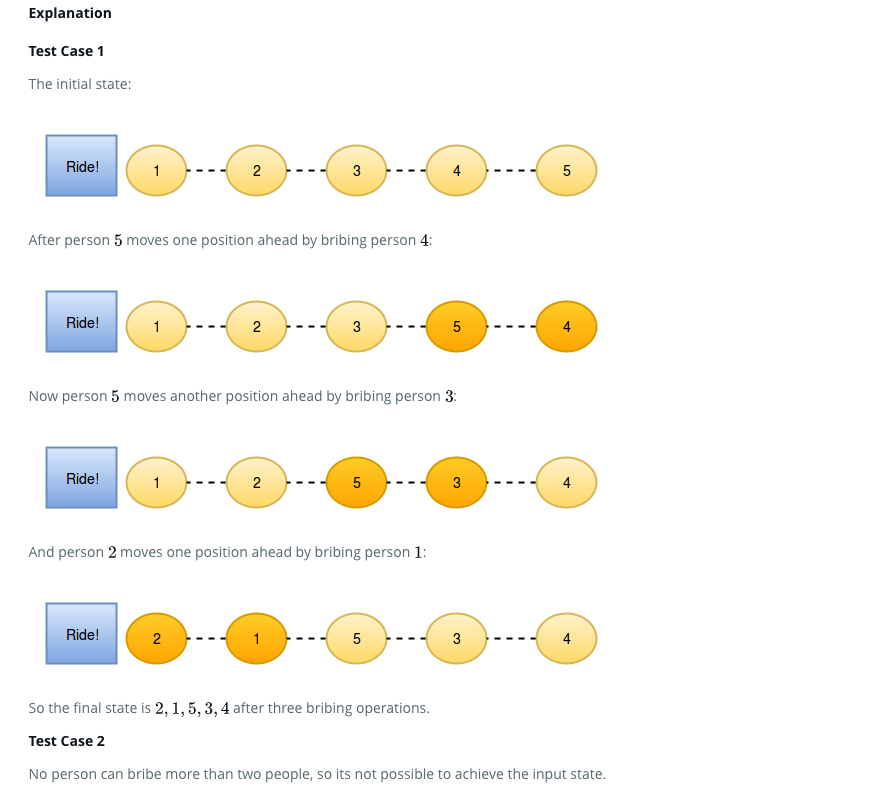 Explanation
Test Case 1
The initial state:
Ride! 1 2 3 4 5
After person 5 moves one position ahead by bribing person 4:
Ride! 1 2 3 5 4
Now person 5 moves another position ahead by bribing person 3:
Ride! 1 2 5 3 4
And person 2 moves one position ahead by bribing person 1:
Ride! 2 1 5 3 4
So the final state is 2, 1, 5, 3, 4 after three bribing operations.
Test Case 2
No person can bribe more than two people, so its not possible to achieve the input state.